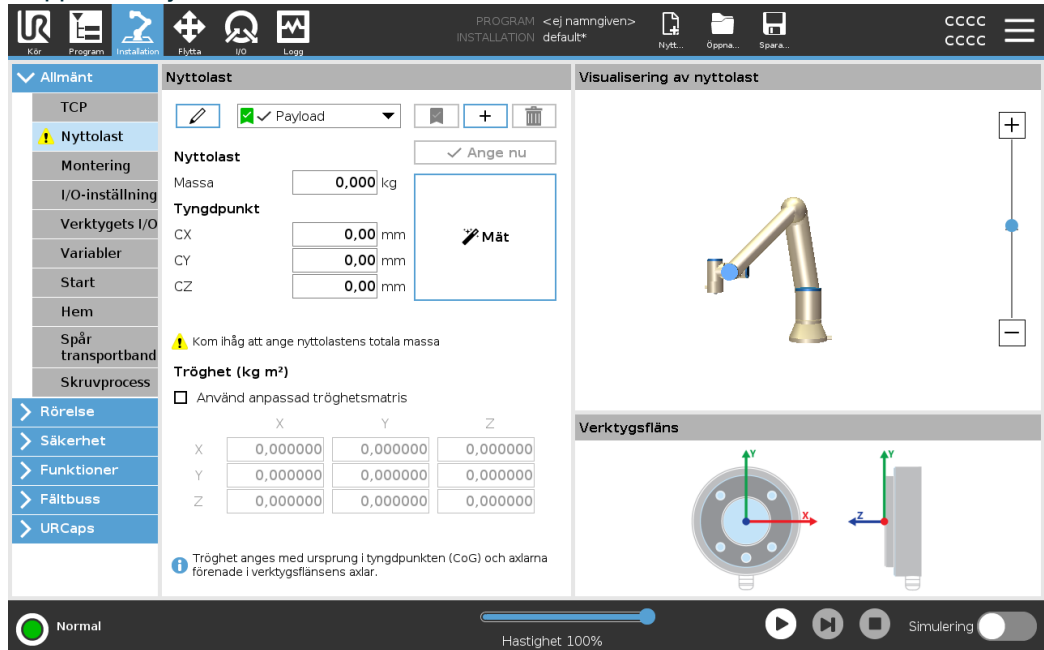 Kör
Program
Installation
Flytta
I/O
Logg
PROGRAM <ej namngiven>
INSTALLATION default*
Nytt...
Öppna...
Spara...
CCCC
CCCC
Allmänt
TCP
Nyttolast
Montering
I/O-inställning
Verktygets I/O
Variabler
Start
Hem
Spår
transportband
Skruvprocess
Rörelse
Säkerhet
Funktioner
Fältbuss
URCaps
Nyttolast
Payload
Ange nu
Nyttolast
Massa 0,000 kg
Tyngdpunkt
CX 0,00 mm
CY 0,00 mm
CZ 0,00 mm
Mät
Kom ihåg att ange nyttolastens totala massa
Tröghet (kg m²)
Använd anpassad tröghetsmatris
X Y Z
X 0,000000 0,000000 0,000000
Y 0,000000 0,000000 0,000000
Z 0,000000 0,000000 0,000000
Tröghet anges med ursprung i tyngdpunkten (CoG) och axlarna
förenade i verktygsflänsens axlar.
Visualisering av nyttolast
Verktygsfläns
Y
X
Y
Z
Normal
Hastighet 100%
Simulering